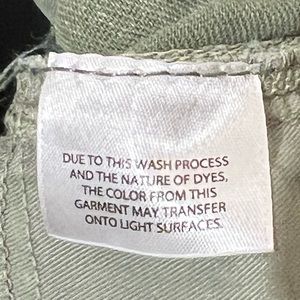 DUE TO THIS WASH PROCESS
AND THE NATURE OF DYES,
THE COLOR FROM THIS
GARMENT MAY TRANSFER
ONTO LIGHT SURFACES.